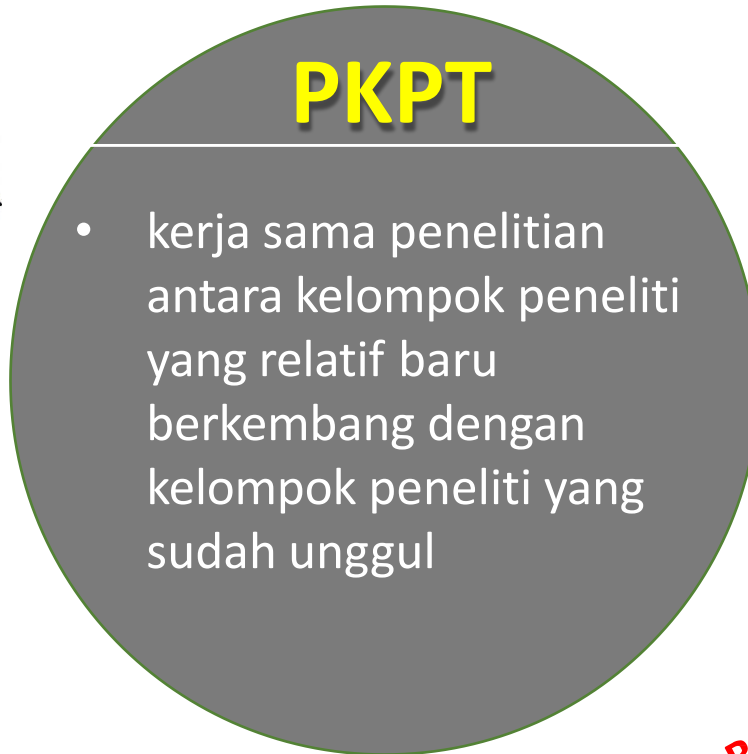 PKPT
• kerja sama penelitian
antara kelompok peneliti
yang relatif baru
berkembang dengan
kelompok peneliti yang
sudah unggul